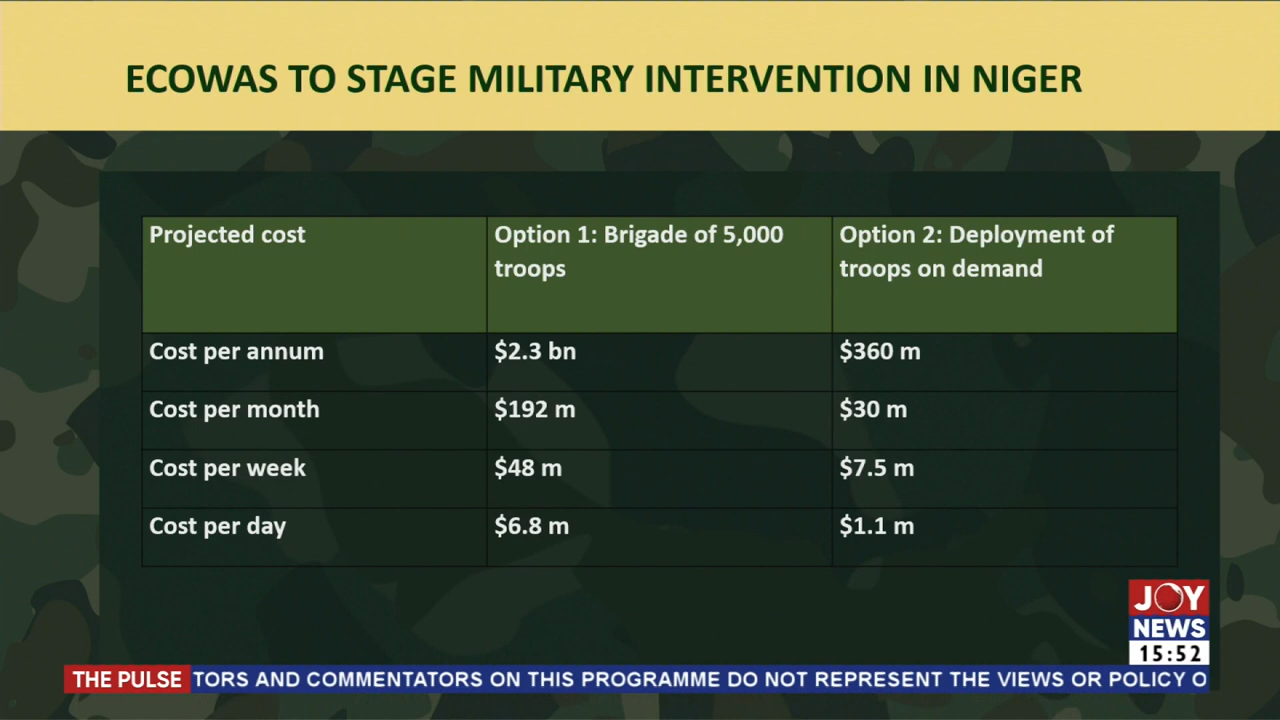 ECOWAS TO STAGE MILITARY INTERVENTION IN NIGER
Projected cost
Option 1: Brigade of 5,000
troops
Option 2: Deployment of
troops on demand
Cost per annum
$2.3 bn
$360 m
Cost per month
$192 m
$30 m
Cost per week
$48 m
$7.5 m
Cost per day
$6.8 m
$1.1 m
JOY
NEWS
15:52
THE PULSE
TORS AND COMMENTATORS ON THIS PROGRAMME DO NOT REPRESENT THE VIEWS OR POLICY O